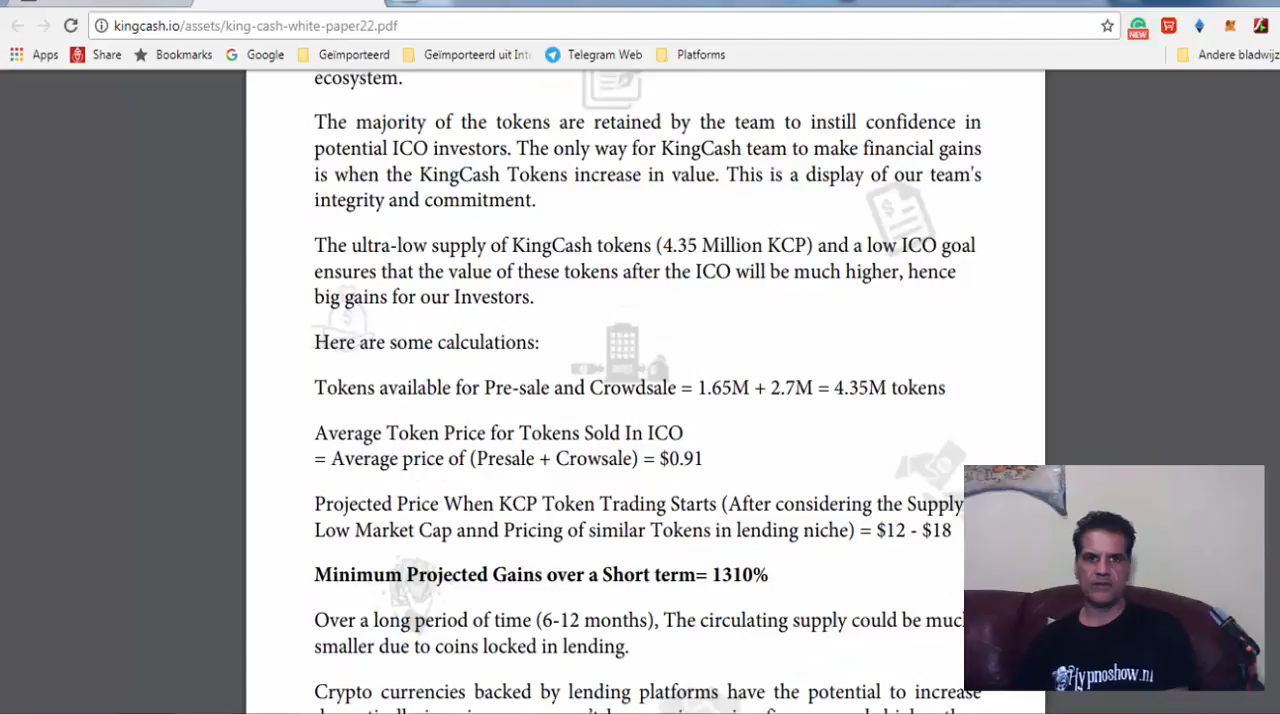 kingcash.io/assets/king-cash-white-paper22.pdf
NEW
Apps Share Bookmarks Google Geïmporteerd Geïmporteerd uit Int Telegram Web Platforms Andere bladwijz
ecosystem.
The majority of the tokens are retained by the team to instill confidence in
potential ICO investors. The only way for KingCash team to make financial gains
is when the KingCash Tokens increase in value. This is a display of our team's
integrity and commitment.
The ultra-low supply of KingCash tokens (4.35 Million KCP) and a low ICO goal
ensures that the value of these tokens after the ICO will be much higher, hence
big gains for our Investors.
Here are some calculations:
Tokens available for Pre-sale and Crowdsale = 1.65M + 2.7M = 4.35M tokens
Average Token Price for Tokens Sold In ICO
= Average price of (Presale + Crowsale) = $0.91
Projected Price When KCP Token Trading Starts (After considering the Supply
Low Market Cap annd Pricing of similar Tokens in lending niche) = $12 - $18
Minimum Projected Gains over a Short term= 1310%
Over a long period of time (6-12 months), The circulating supply could be muc
smaller due to coins locked in lending.
Crypto currencies backed by lending platforms have the potential to increase
Hypnoshow.nl